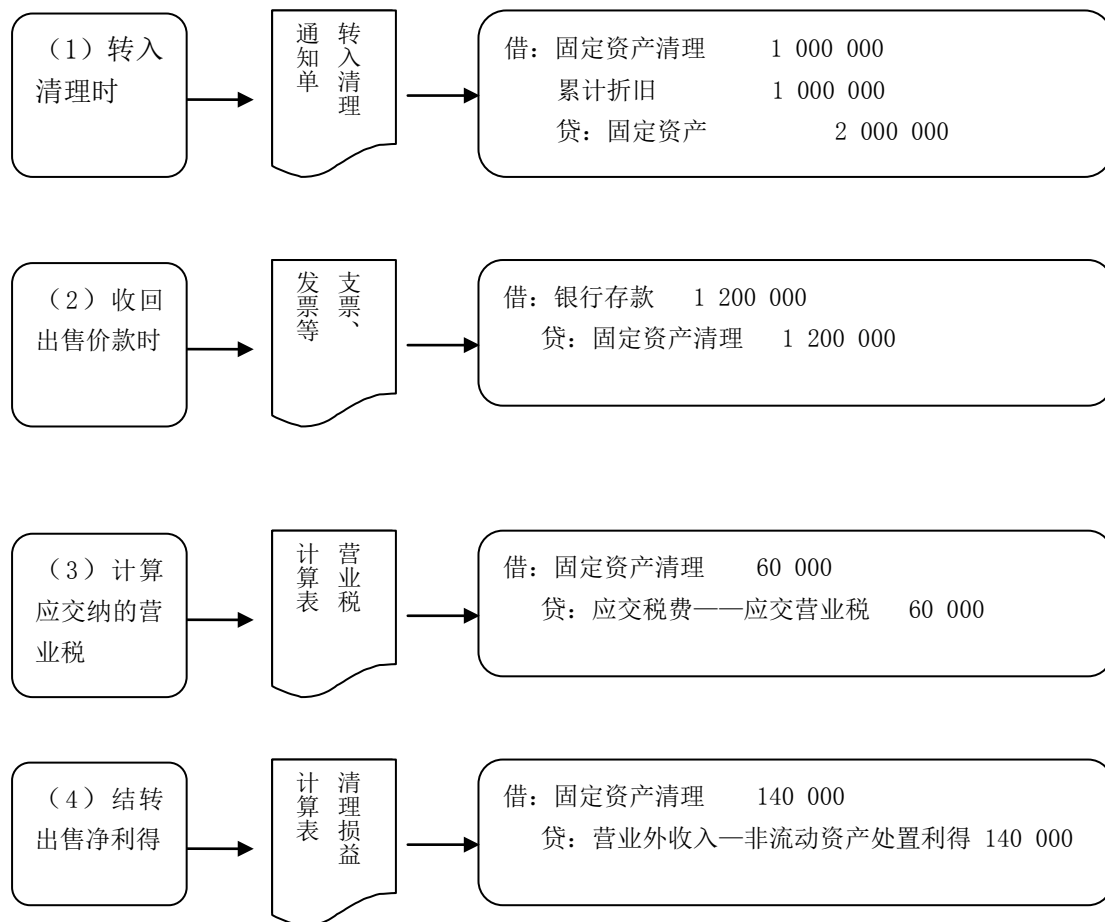 （1）转入
清理时
转入清理
通知单
借：固定资产清理 1 000 000
累计折旧 1 000 000
贷：固定资产 2 000 000
（2）收回
出售价款时
支票、
发票等
借：银行存款 1 200 000
贷：固定资产清理 1 200 000
（3）计算
应交纳的营
业税
营业税
计算表
借：固定资产清理 60 000
贷：应交税费——应交营业税 60 000
（4）结转
出售净利得
清理损益
计算表
借：固定资产清理 140 000
贷：营业外收入—非流动资产处置利得 140 000